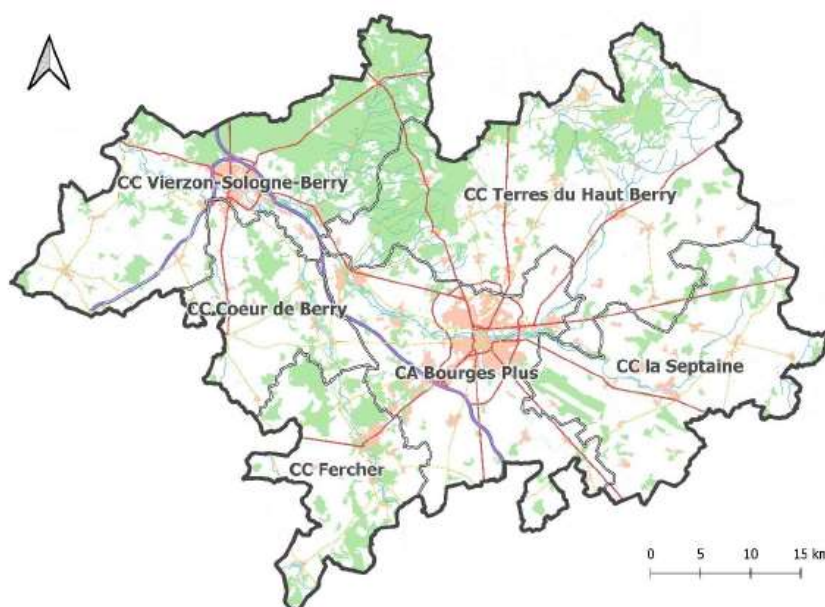 CC Vierzon-Sologne-Berry
CC Terres du Haut Berry
CC Coeur de Berry
CC la Septaine
CA Bourges Plus
CC Fercher
0 5 10 15 km